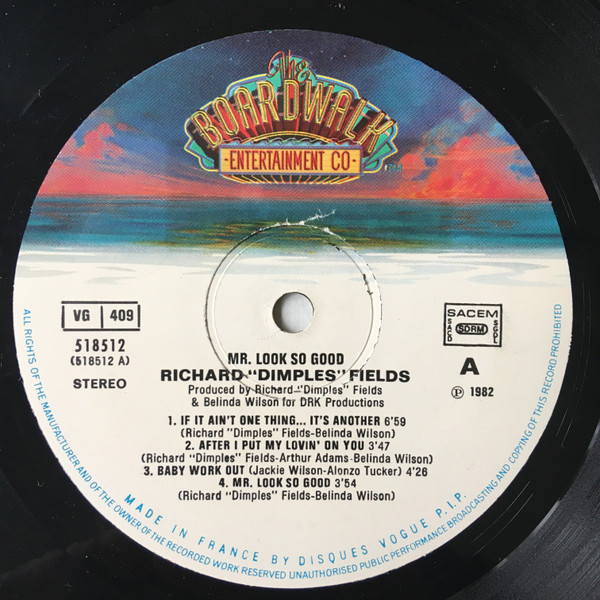 The
BOARDWALK
-ENTERTAINMENT CO-
TM
VG 409
518512
(518512 A)
STEREO
SACEM
SACD SDRM SGDL
A
Ⓟ 1982
MR. LOOK SO GOOD
RICHARD "DIMPLES" FIELDS
Produced by Richard "Dimples" Fields
& Belinda Wilson for DRK Productions
1. IF IT AIN'T ONE THING... IT'S ANOTHER 6'59
(Richard "Dimples" Fields-Belinda Wilson)
2. AFTER I PUT MY LOVIN' ON YOU 3'47
(Richard "Dimples" Fields-Arthur Adams-Belinda Wilson)
3. BABY WORK OUT (Jackie Wilson-Alonzo Tucker) 4'26
4. MR. LOOK SO GOOD 3'54
(Richard "Dimples" Fields-Belinda Wilson)
MADE IN FRANCE BY DISQUES VOGUE P.I.P.
ALL RIGHTS OF THE MANUFACTURER AND OF THE OWNER OF THE RECORDED WORK RESERVED UNAUTHORISED PUBLIC PERFORMANCE BROADCASTING AND COPYING OF THIS RECORD PROHIBITED